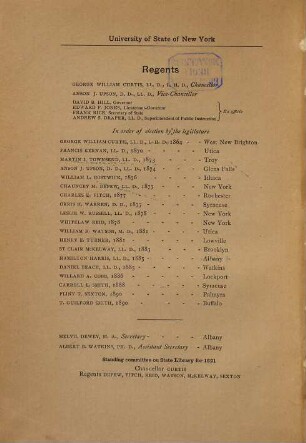 University of State of New York
Regents
GEORGE WILLIAM CURTIS, LL. D., L. H. D., Chancellor
ANSON J. UPSON, D. D., LL. D., Vice-Chancellor
DAVID B. HILL, Governor
EDWARD F. JONES, Lieutenant-Governor
FRANK RICE, Secretary of State
ANDREW S. DRAPER, LL. D., Superintendent of Public Instruction
Ex officio
In order of election by the legislature
GEORGE WILLIAM CURTIS, LL. D., L. H. D., 1864 - West New Brighton
FRANCIS KERNAN, LL. D., 1870 - - - Utica
MARTIN I. TOWNSEND, LL. D., 1873 - - Troy
ANSON J. UPSON, D. D., LL. D., 1874 - - Glens Falls
WILLIAM L. BOSTWICK, 1876 - - - Ithaca
CHAUNCEY M. DEPEW, LL. D., 1877 - - New York
CHARLES E. FITCH, 1877 - - - Rochester
ORRIS H. WARREN, D. D., 1877 - - Syracuse
LESLIE W. RUSSELL, LL. D., 1878 - - New York
WHITELAW REID, 1878 - - - New York
WILLIAM H. WATSON, M. D., 1881 - - Utica
HENRY E. TURNER, 1881 - - - Lowville
ST CLAIR MCKELWAY, LL. D., 1883 - - Brooklyn
HAMILTON HARRIS, LL. D., 1885 - - Albany
DANIEL BEACH, LL. D., 1885 - - - Watkins
WILLARD A. COBB, 1886 - - - Lockport
CARROLL E. SMITH, 1888 - - - Syracuse
PLINY T. SEXTON, 1890 - - - Palmyra
T. GUILFORD SMITH, 1890 - - - Buffalo
MELVIL DEWEY, M. A., Secretary - - - Albany
ALBERT B. WATKINS, PH. D., Assistant Secretary - Albany
Standing committee on State Library for 1891
Chancellor CURTIS
Regents DEPEW, FITCH, REID, WATSON, MCKELWAY, SEXTON